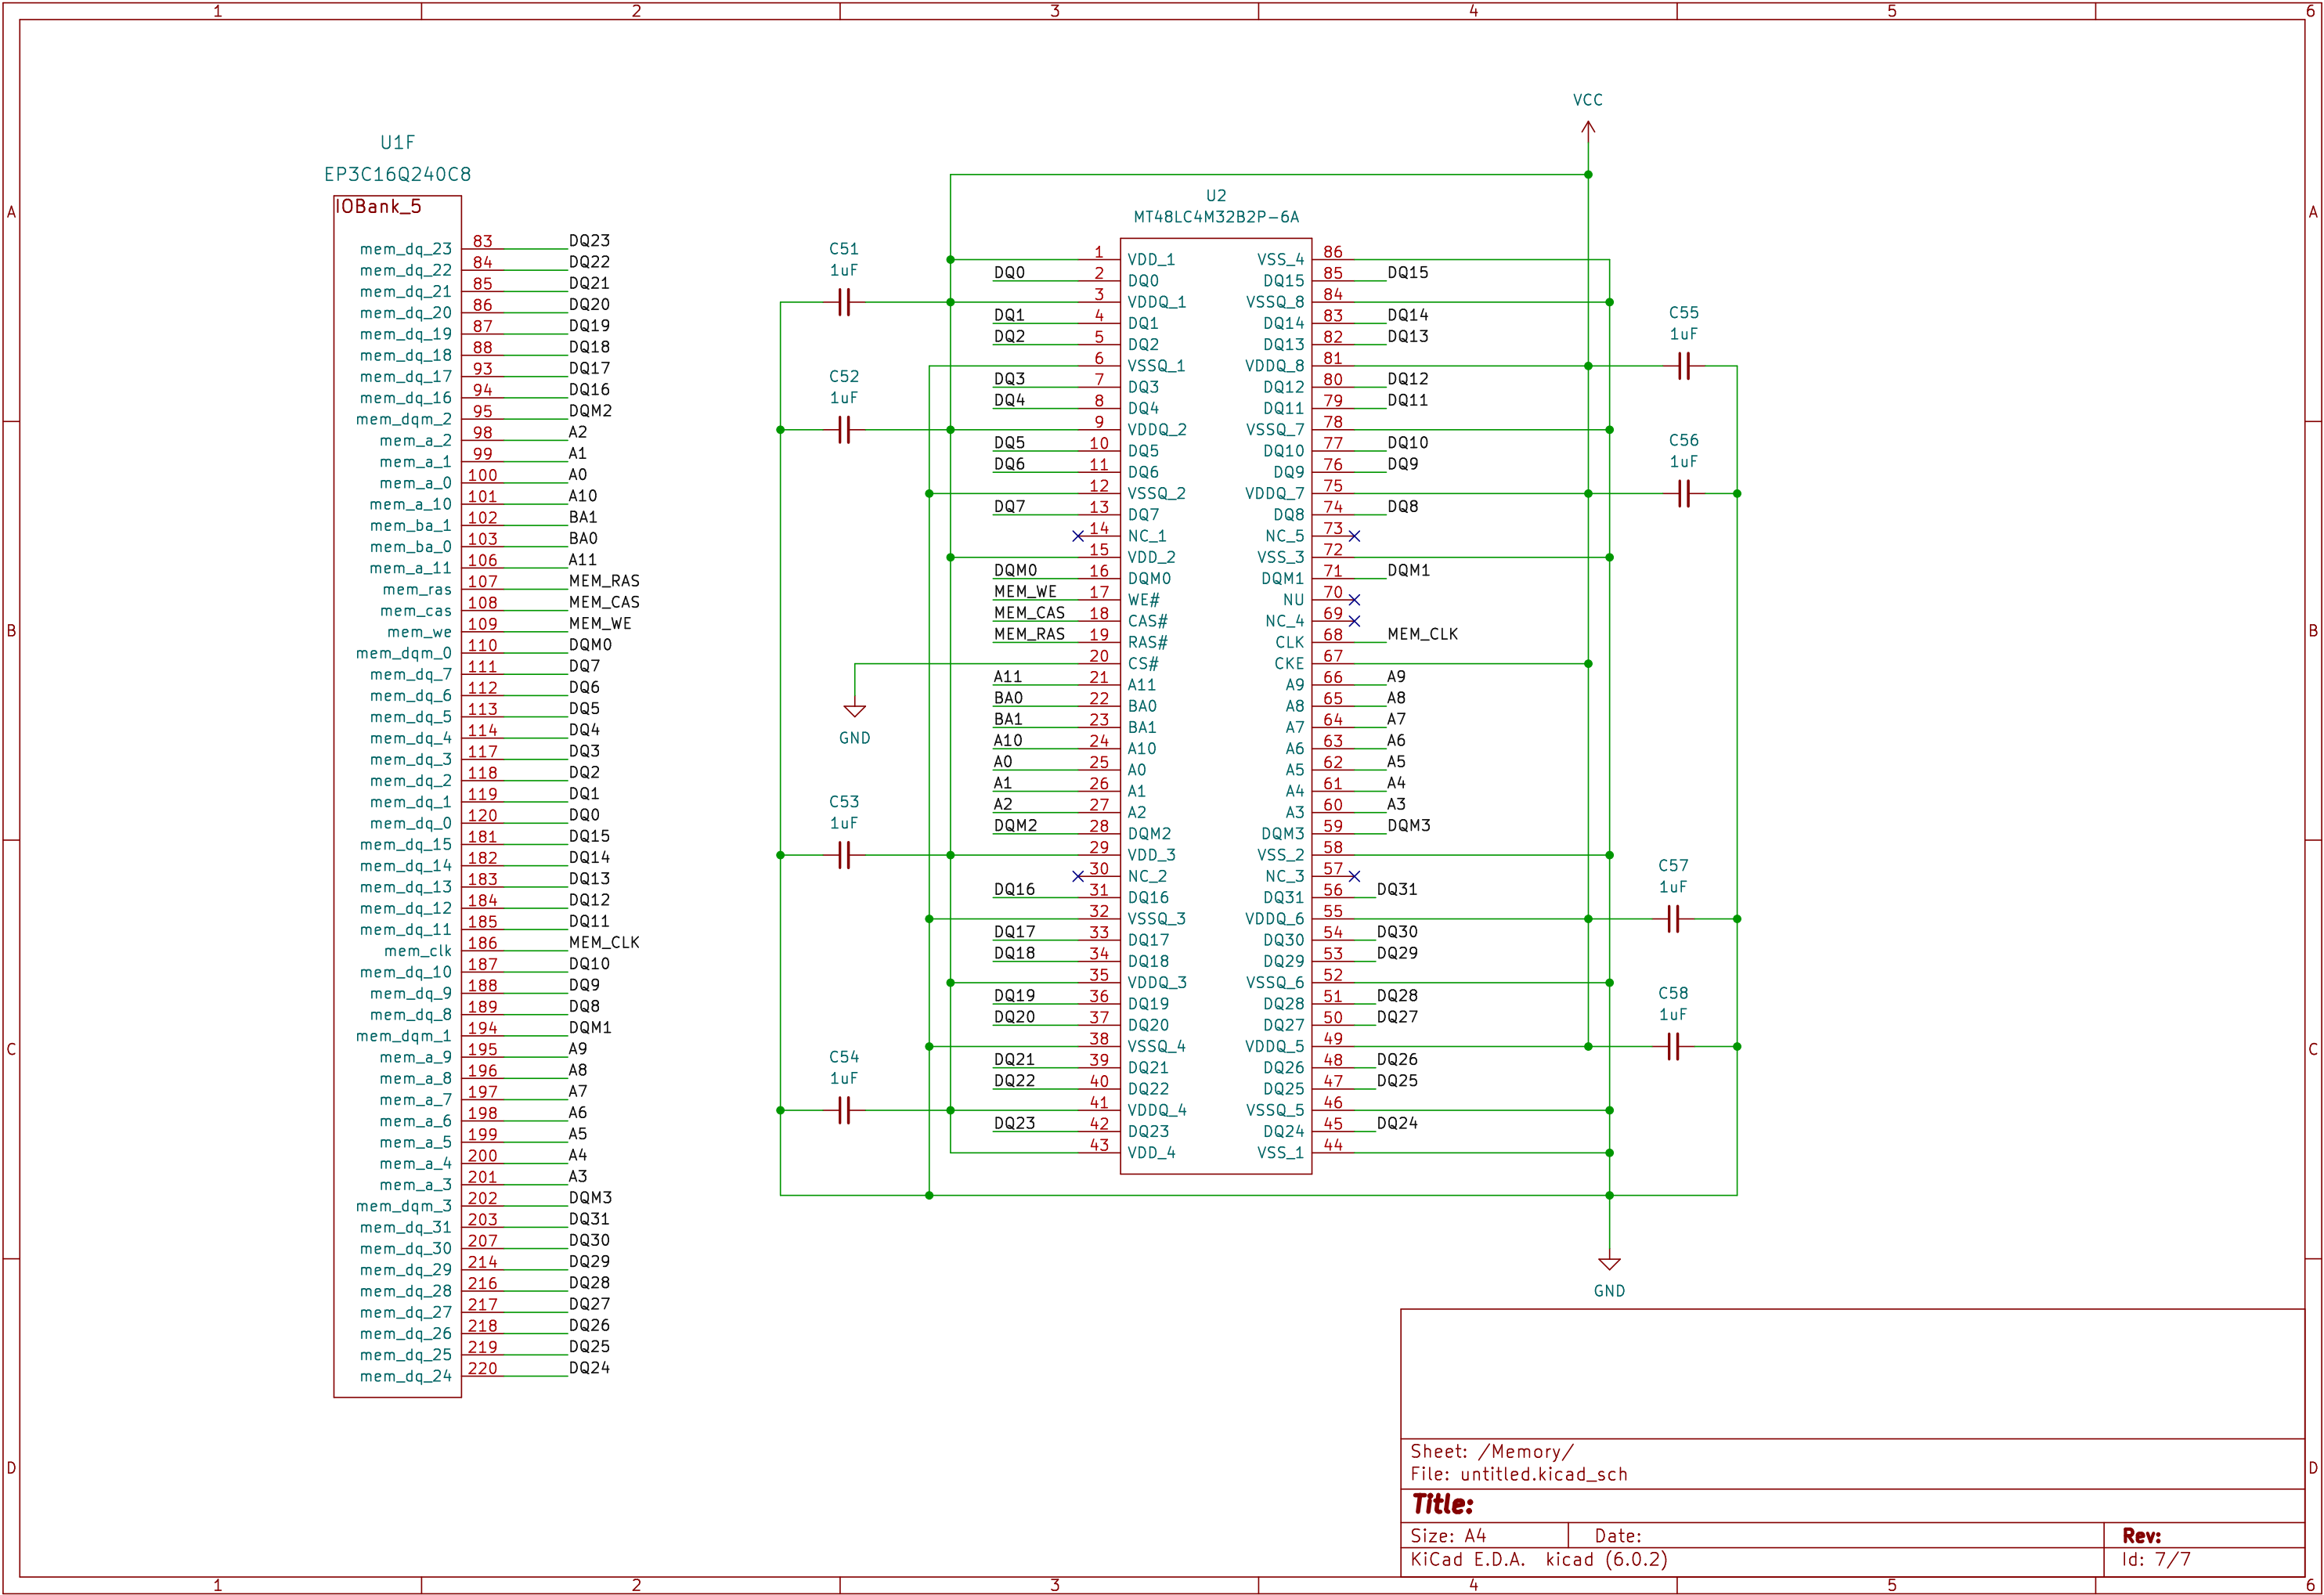 1 2 3 4 5 6
A
B
C
D
A
B
C
D
U1F
EP3C16Q240C8
IOBank_5
mem_dq_23 83 DQ23
mem_dq_22 84 DQ22
mem_dq_21 85 DQ21
mem_dq_20 86 DQ20
mem_dq_19 87 DQ19
mem_dq_18 88 DQ18
mem_dq_17 93 DQ17
mem_dq_16 94 DQ16
mem_dqm_2 95 DQM2
mem_a_2 98 A2
mem_a_1 99 A1
mem_a_0 100 A0
mem_a_10 101 A10
mem_ba_1 102 BA1
mem_ba_0 103 BA0
mem_a_11 106 A11
mem_ras 107 MEM_RAS
mem_cas 108 MEM_CAS
mem_we 109 MEM_WE
mem_dqm_0 110 DQM0
mem_dq_7 111 DQ7
mem_dq_6 112 DQ6
mem_dq_5 113 DQ5
mem_dq_4 114 DQ4
mem_dq_3 117 DQ3
mem_dq_2 118 DQ2
mem_dq_1 119 DQ1
mem_dq_0 120 DQ0
mem_dq_15 181 DQ15
mem_dq_14 182 DQ14
mem_dq_13 183 DQ13
mem_dq_12 184 DQ12
mem_dq_11 185 DQ11
mem_clk 186 MEM_CLK
mem_dq_10 187 DQ10
mem_dq_9 188 DQ9
mem_dq_8 189 DQ8
mem_dqm_1 194 DQM1
mem_a_9 195 A9
mem_a_8 196 A8
mem_a_7 197 A7
mem_a_6 198 A6
mem_a_5 199 A5
mem_a_4 200 A4
mem_a_3 201 A3
mem_dqm_3 202 DQM3
mem_dq_31 203 DQ31
mem_dq_30 207 DQ30
mem_dq_29 214 DQ29
mem_dq_28 216 DQ28
mem_dq_27 217 DQ27
mem_dq_26 218 DQ26
mem_dq_25 219 DQ25
mem_dq_24 220 DQ24
C51
1uF
C52
1uF
GND
C53
1uF
C54
1uF
VCC
U2
MT48LC4M32B2P-6A
1 VDD_1 VSS_4 86
DQ0 2 DQ0 DQ15 85 DQ15
3 VDDQ_1 VSSQ_8 84
DQ1 4 DQ1 DQ14 83 DQ14
DQ2 5 DQ2 DQ13 82 DQ13
6 VSSQ_1 VDDQ_8 81
DQ3 7 DQ3 DQ12 80 DQ12
DQ4 8 DQ4 DQ11 79 DQ11
9 VDDQ_2 VSSQ_7 78
DQ5 10 DQ5 DQ10 77 DQ10
DQ6 11 DQ6 DQ9 76 DQ9
12 VSSQ_2 VDDQ_7 75
DQ7 13 DQ7 DQ8 74 DQ8
14 NC_1 NC_5 73
15 VDD_2 VSS_3 72
DQM0 16 DQM0 DQM1 71 DQM1
MEM_WE 17 WE# NU 70
MEM_CAS 18 CAS# NC_4 69
MEM_RAS 19 RAS# CLK 68 MEM_CLK
20 CS# CKE 67
A11 21 A11 A9 66 A9
BA0 22 BA0 A8 65 A8
BA1 23 BA1 A7 64 A7
A10 24 A10 A6 63 A6
A0 25 A0 A5 62 A5
A1 26 A1 A4 61 A4
A2 27 A2 A3 60 A3
DQM2 28 DQM2 DQM3 59 DQM3
29 VDD_3 VSS_2 58
30 NC_2 NC_3 57
DQ16 31 DQ16 DQ31 56 DQ31
32 VSSQ_3 VDDQ_6 55
DQ17 33 DQ17 DQ30 54 DQ30
DQ18 34 DQ18 DQ29 53 DQ29
35 VDDQ_3 VSSQ_6 52
DQ19 36 DQ19 DQ28 51 DQ28
DQ20 37 DQ20 DQ27 50 DQ27
38 VSSQ_4 VDDQ_5 49
DQ21 39 DQ21 DQ26 48 DQ26
DQ22 40 DQ22 DQ25 47 DQ25
41 VDDQ_4 VSSQ_5 46
DQ23 42 DQ23 DQ24 45 DQ24
43 VDD_4 VSS_1 44
C55
1uF
C56
1uF
C57
1uF
C58
1uF
GND
Sheet: /Memory/
File: untitled.kicad_sch
Title:
Size: A4 Date: Rev:
KiCad E.D.A. kicad (6.0.2) Id: 7/7
1 2 3 4 5 6